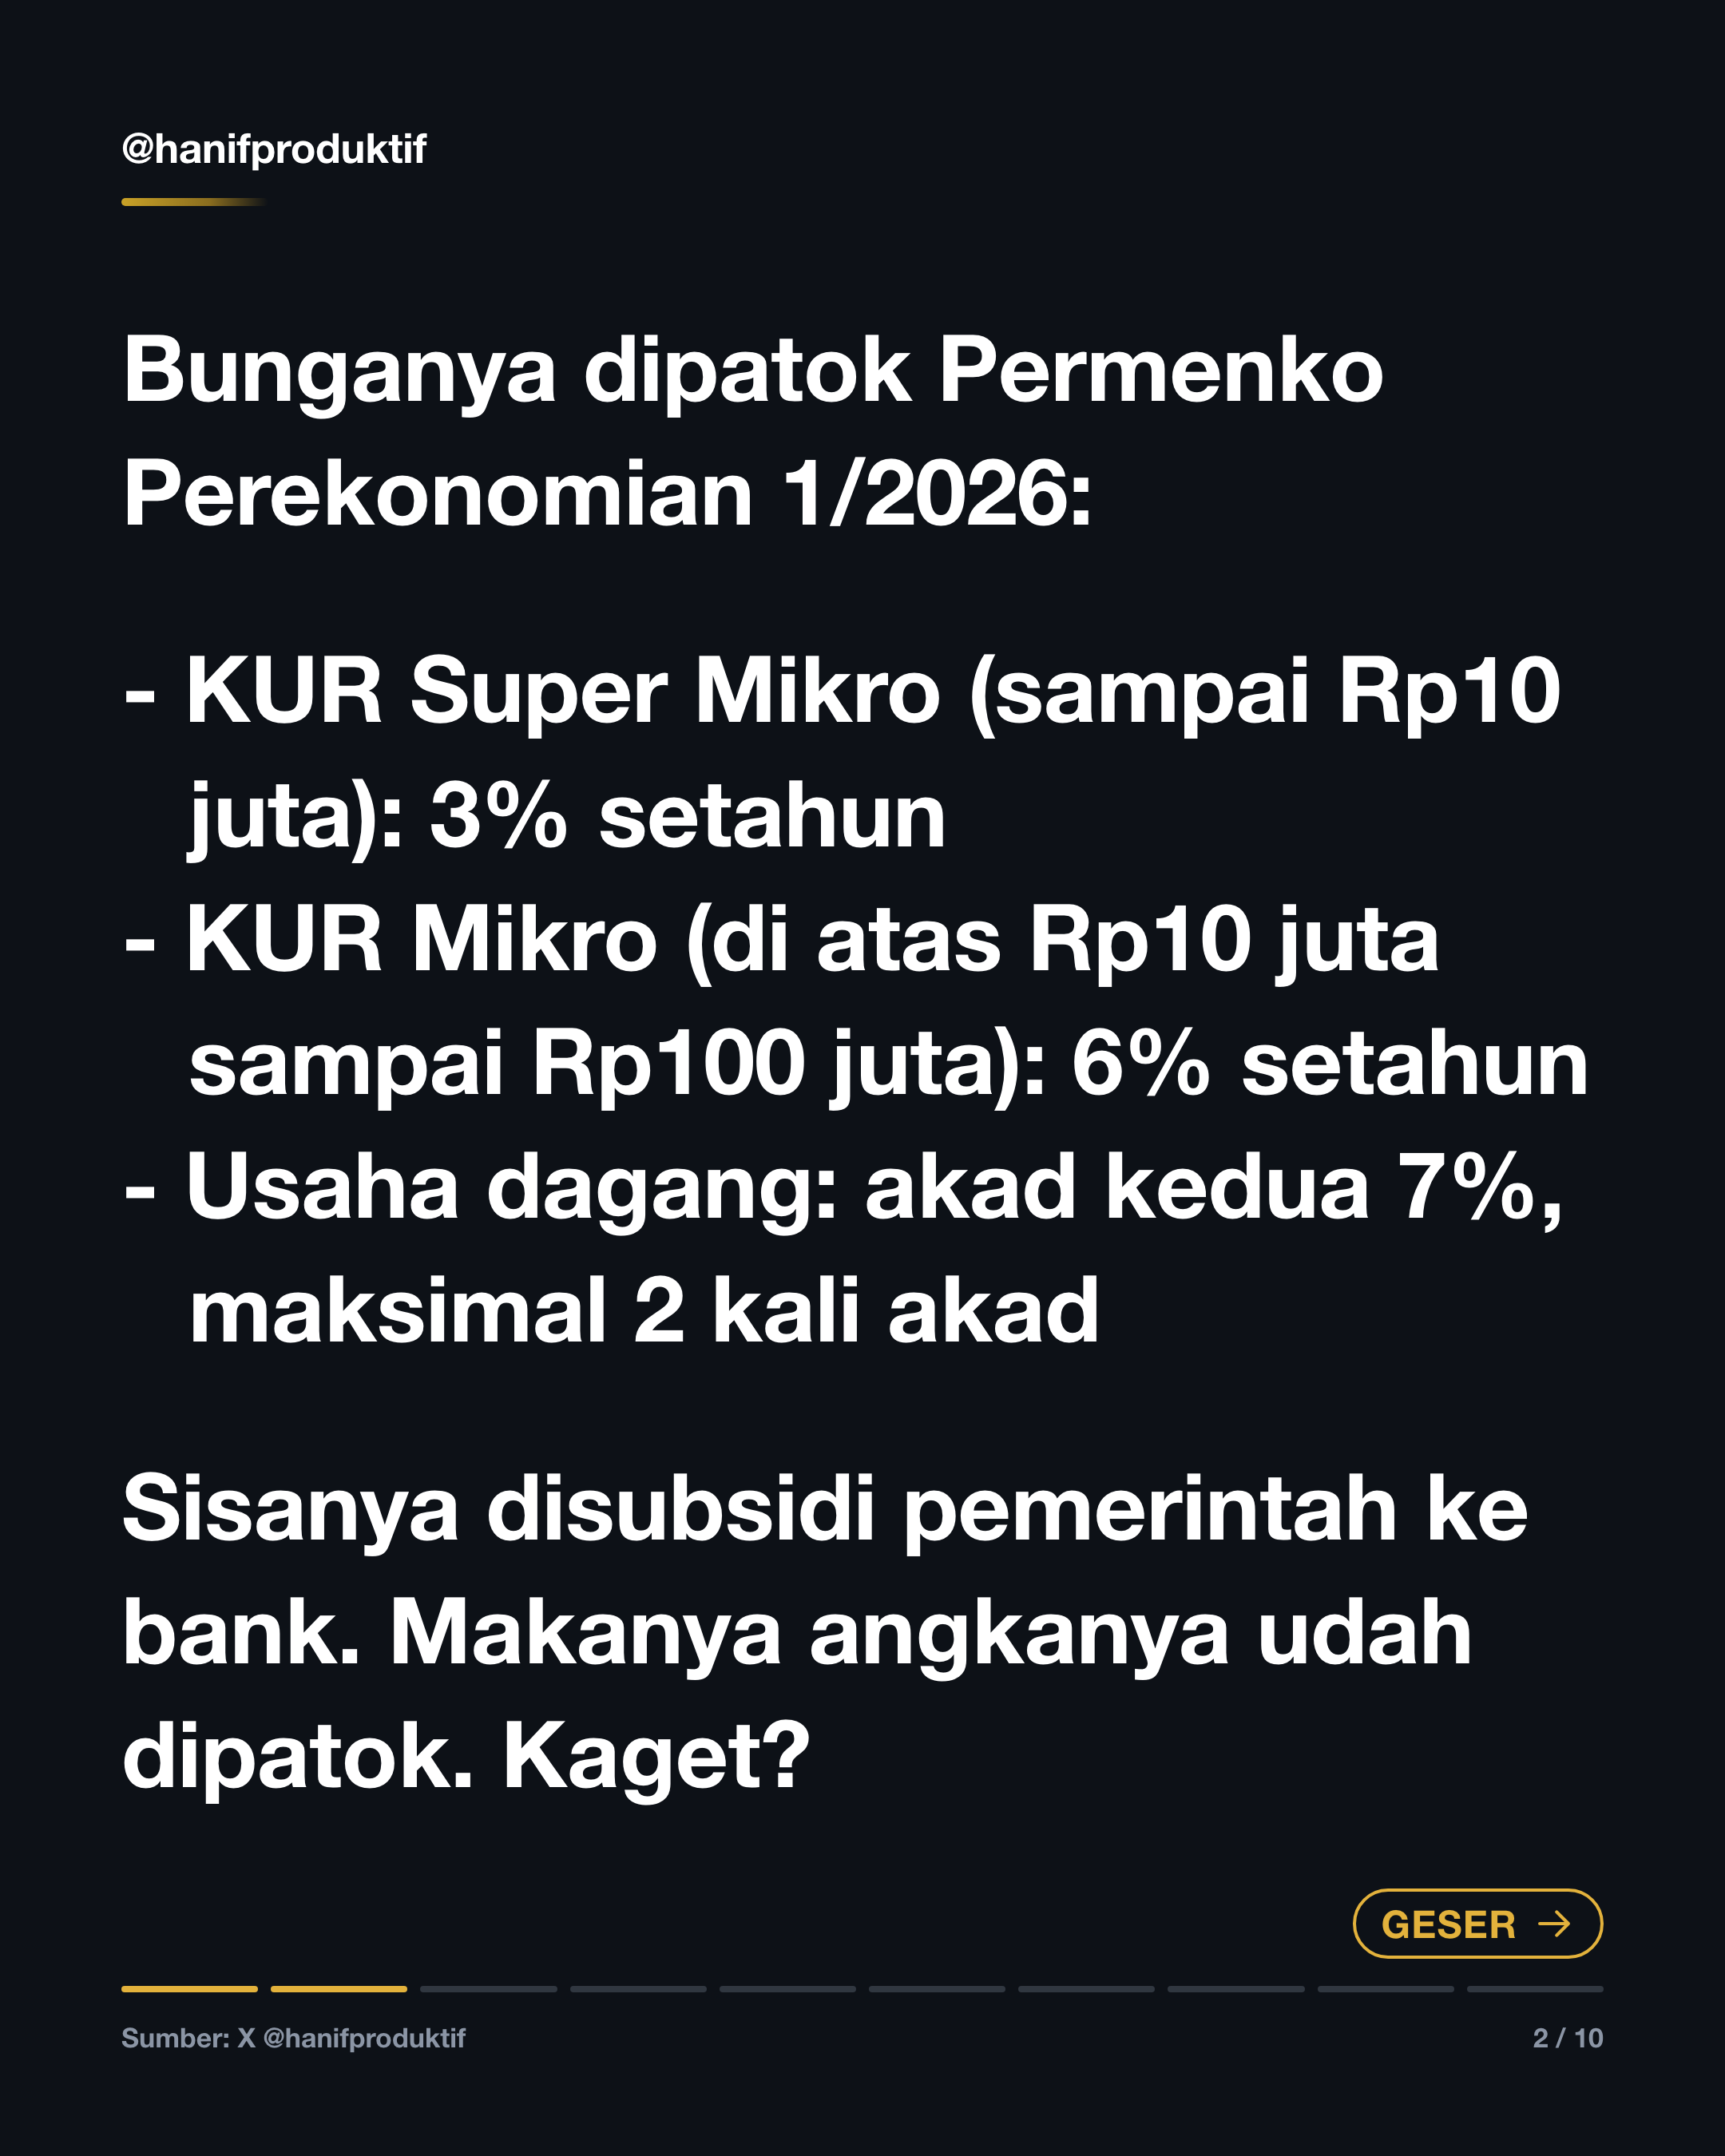 @hanifproduktif
Bunganya dipatok Permenko
Perekonomian 1/2026:
- KUR Super Mikro (sampai Rp10
juta): 3% setahun
- KUR Mikro (di atas Rp10 juta
sampai Rp100 juta): 6% setahun
- Usaha dagang: akad kedua 7%,
maksimal 2 kali akad
Sisanya disubsidi pemerintah ke
bank. Makanya angkanya udah
dipatok. Kaget?
GESER →
Sumber: X @hanifproduktif
2 / 10